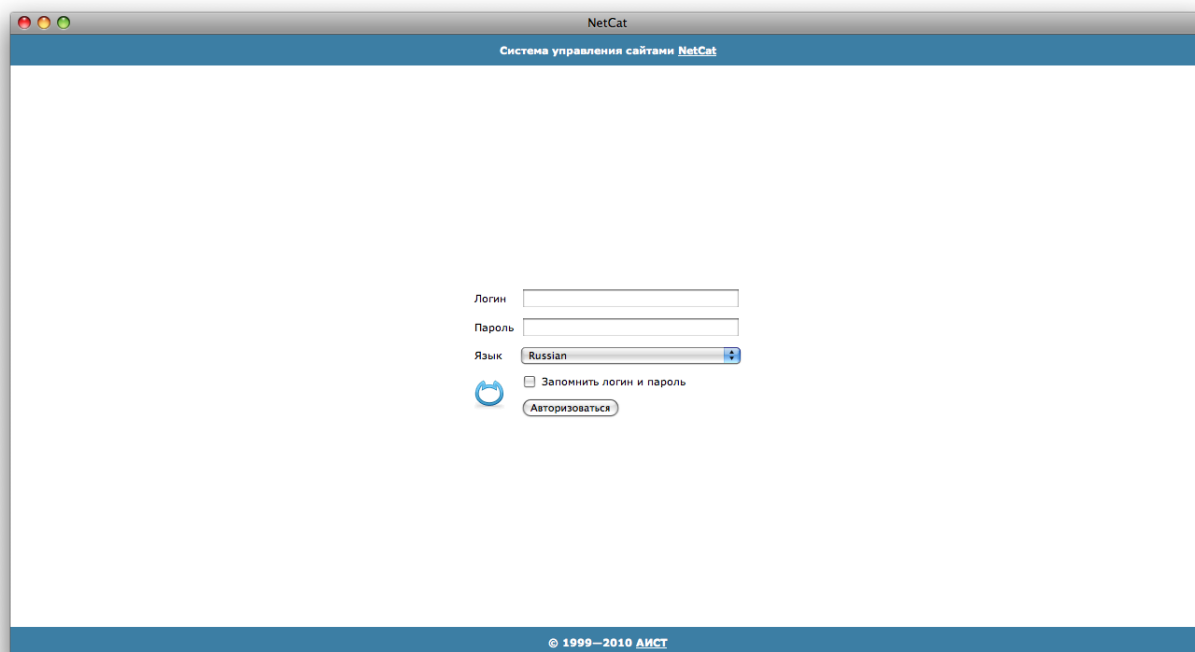 NetCat
Система управления сайтами NetCat
Логин
Пароль
Язык Russian
Запомнить логин и пароль
Авторизоваться
© 1999—2010 АИСТ